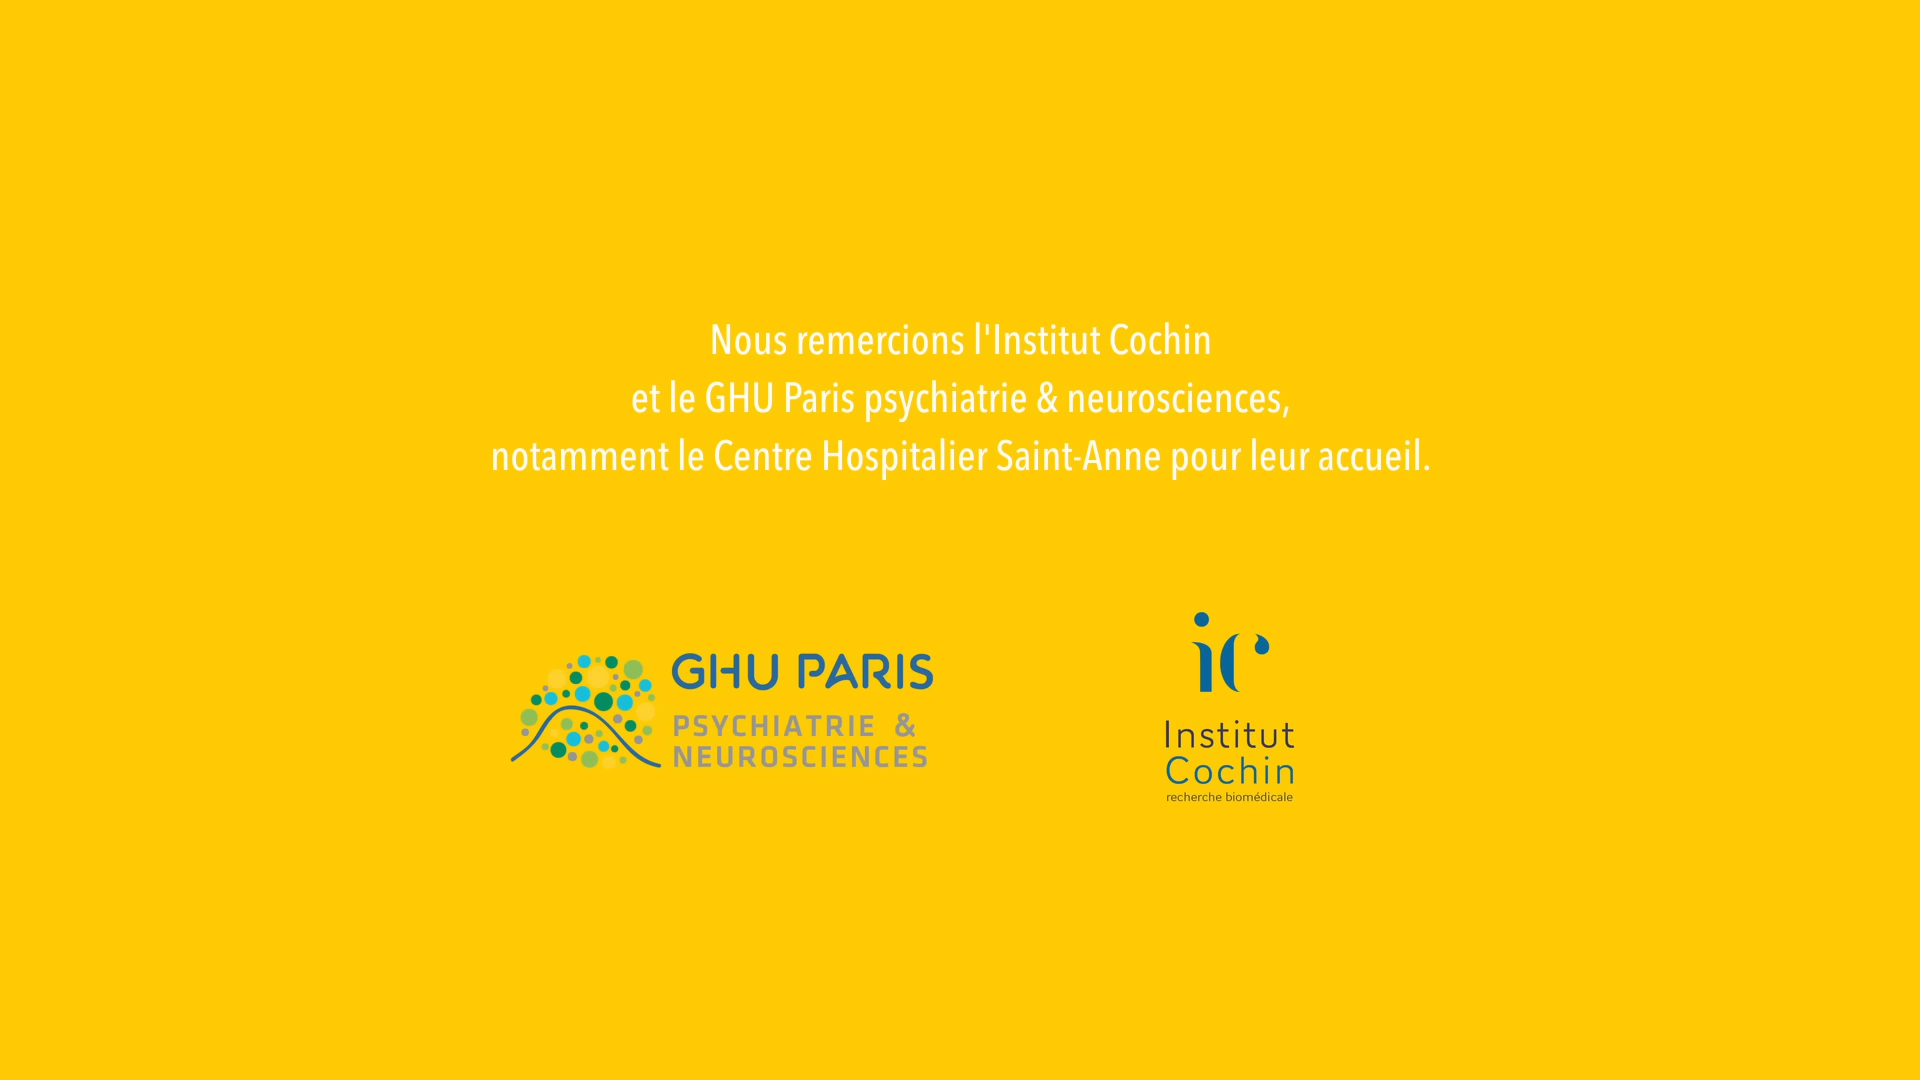 Nous remercions l'Institut Cochin
et le GHU Paris psychiatrie & neurosciences,
notamment le Centre Hospitalier Saint-Anne pour leur accueil.
GHU PARIS
PSYCHIATRIE &
NEUROSCIENCES
ic
Institut
Cochin
recherche biomédicale